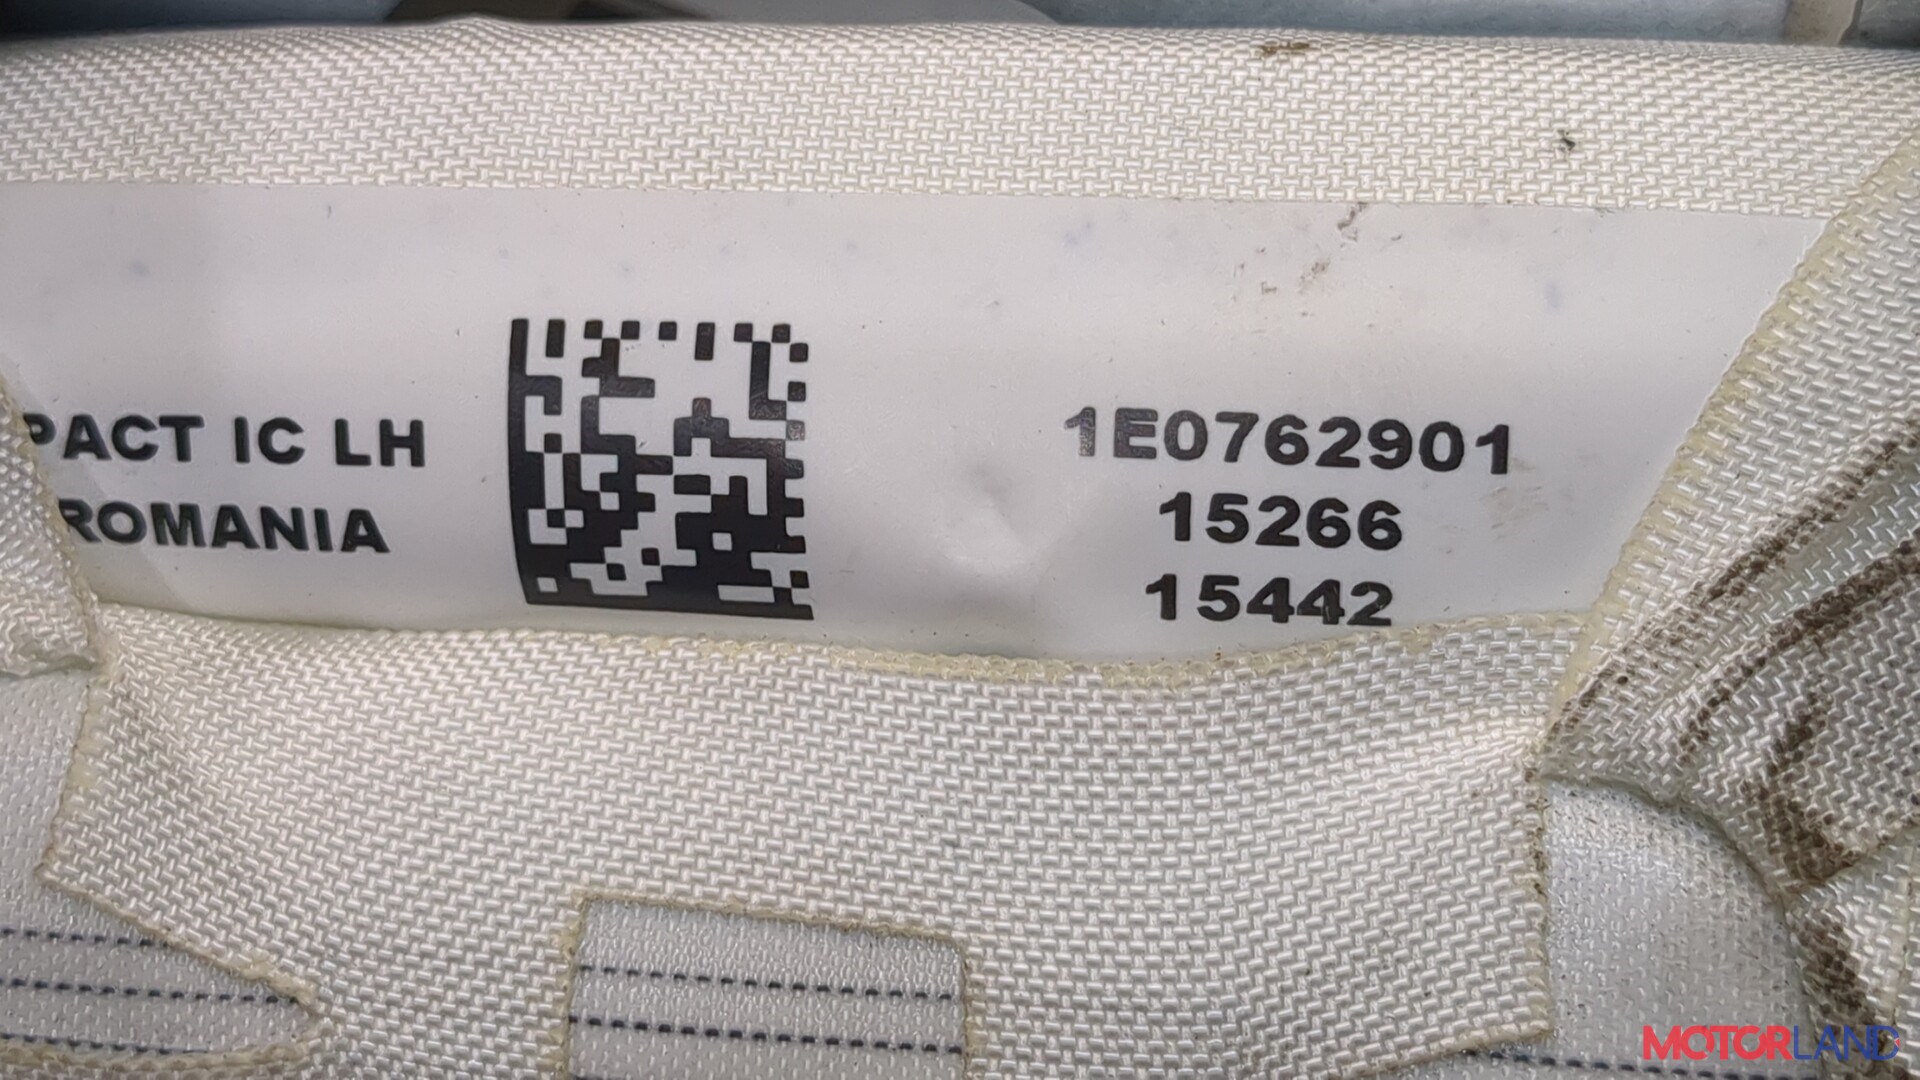 PACT IC LH
ROMANIA
1E0762901
15266
15442
MOTORLAND